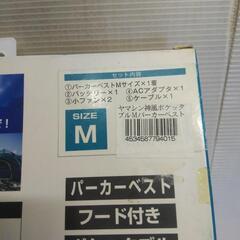 セット内容
①パーカーベストMサイズ×1着
②バッテリー×1 ④ACアダプタ×1
③小ファン×2 ⑤ケーブル×1
SIZE
M
ヤマシン神風ポケッタ
ブルMパーカーベスト
4534587794015
！
パーカーベスト
フード付き